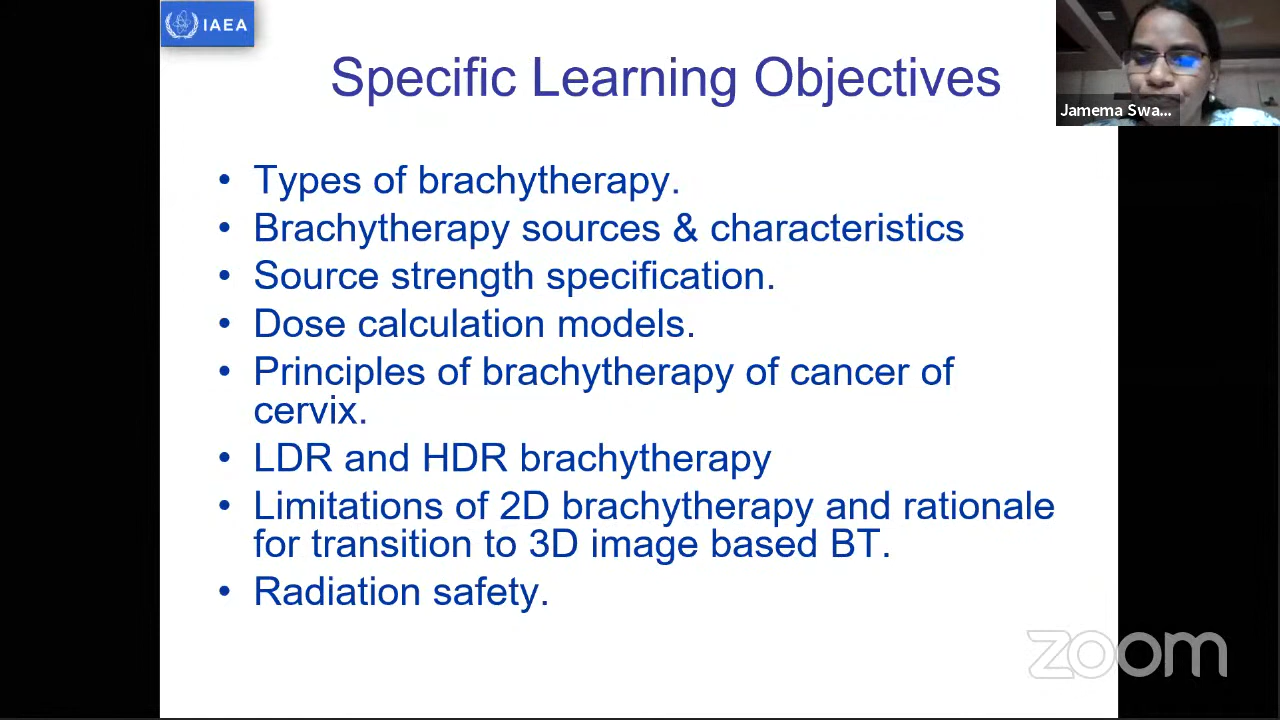 IAEA
Specific Learning Objectives
Jamema Swa...
• Types of brachytherapy.
• Brachytherapy sources & characteristics
• Source strength specification.
• Dose calculation models.
• Principles of brachytherapy of cancer of
cervix.
• LDR and HDR brachytherapy
• Limitations of 2D brachytherapy and rationale
for transition to 3D image based BT.
• Radiation safety.
zoom